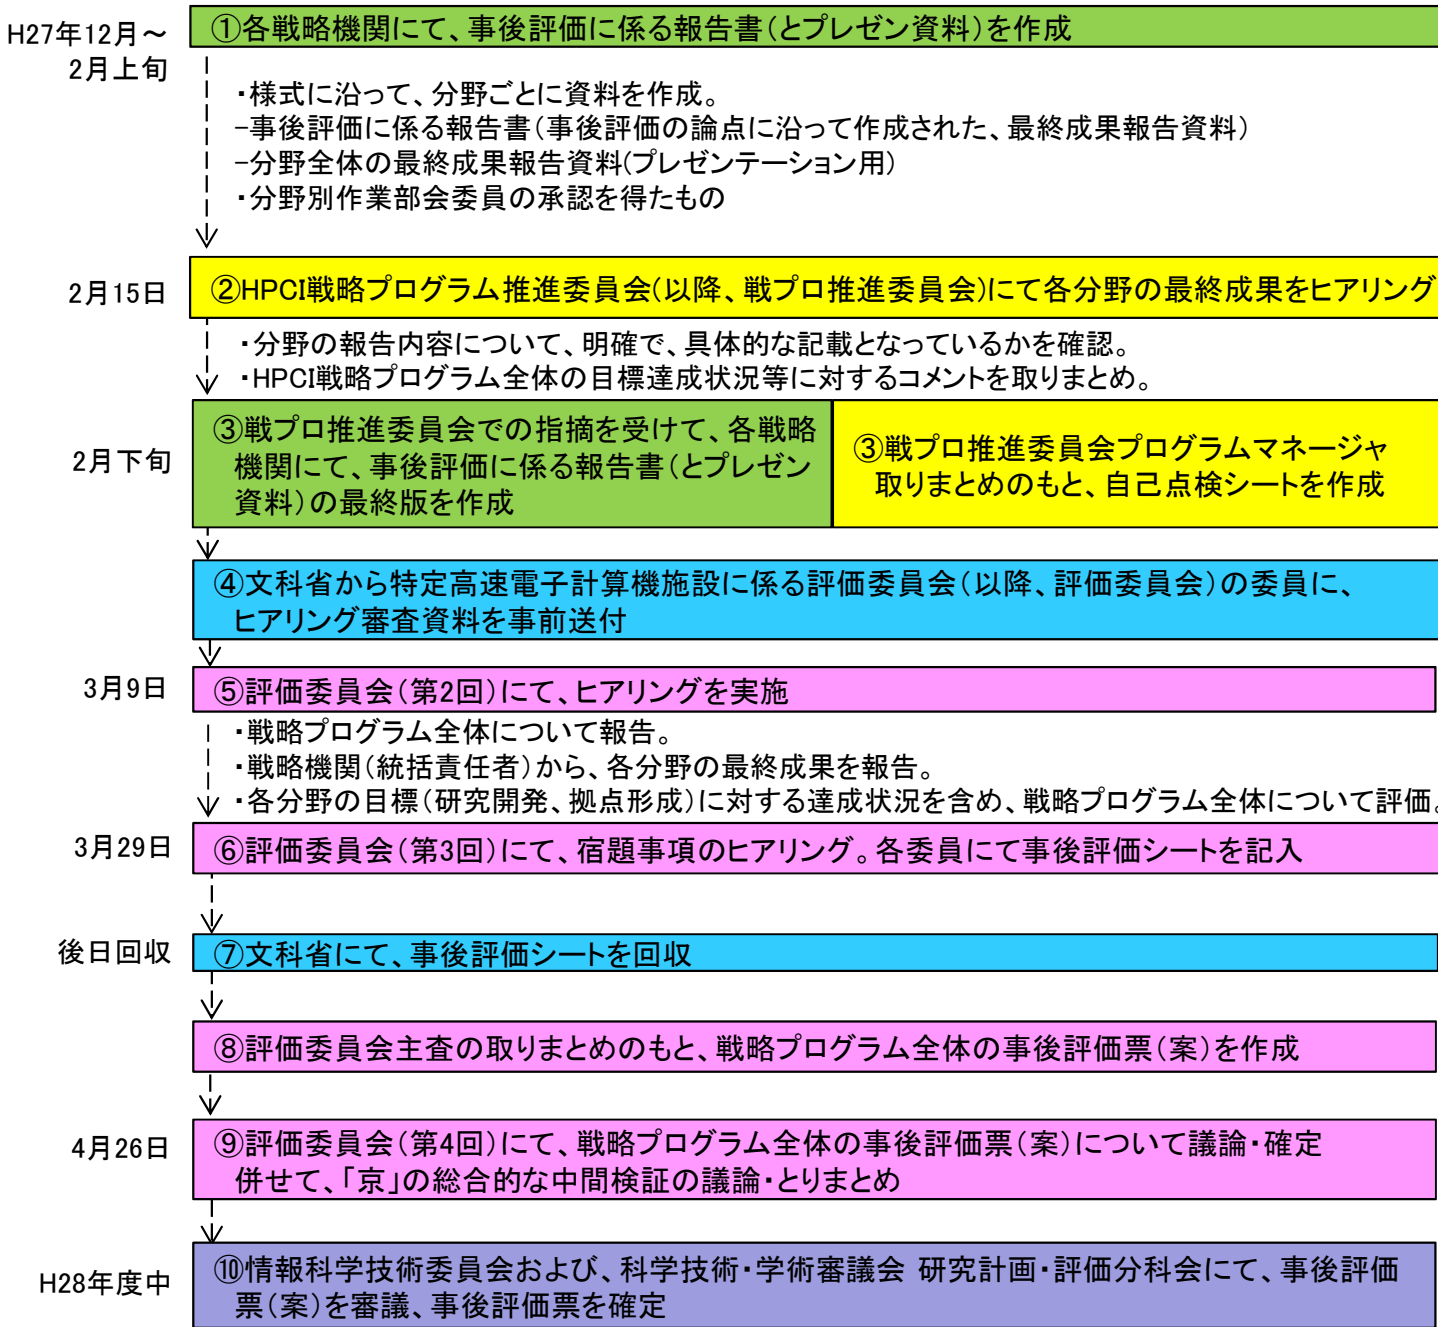 H27年12月～
2月上旬
①各戦略機関にて、事後評価に係る報告書（とプレゼン資料）を作成
・様式に沿って、分野ごとに資料を作成。
-事後評価に係る報告書（事後評価の論点に沿って作成された、最終成果報告資料）
-分野全体の最終成果報告資料(プレゼンテーション用)
・分野別作業部会委員の承認を得たもの
2月15日
②HPCI戦略プログラム推進委員会(以降、戦プロ推進委員会)にて各分野の最終成果をヒアリング
・分野の報告内容について、明確で、具体的な記載となっているかを確認。
・HPCI戦略プログラム全体の目標達成状況等に対するコメントを取りまとめ。
2月下旬
③戦プロ推進委員会での指摘を受けて、各戦略
機関にて、事後評価に係る報告書（とプレゼン
資料）の最終版を作成
③戦プロ推進委員会プログラムマネージャ
取りまとめのもと、自己点検シートを作成
④文科省から特定高速電子計算機施設に係る評価委員会（以降、評価委員会）の委員に、
ヒアリング審査資料を事前送付
3月9日
⑤評価委員会（第2回）にて、ヒアリングを実施
・戦略プログラム全体について報告。
・戦略機関（統括責任者）から、各分野の最終成果を報告。
・各分野の目標（研究開発、拠点形成）に対する達成状況を含め、戦略プログラム全体について評価。
3月29日
⑥評価委員会（第3回）にて、宿題事項のヒアリング。各委員にて事後評価シートを記入
後日回収
⑦文科省にて、事後評価シートを回収
⑧評価委員会主査の取りまとめのもと、戦略プログラム全体の事後評価票（案）を作成
4月26日
⑨評価委員会（第4回）にて、戦略プログラム全体の事後評価票（案）について議論・確定
併せて、「京」の総合的な中間検証の議論・とりまとめ
H28年度中
⑩情報科学技術委員会および、科学技術・学術審議会 研究計画・評価分科会にて、事後評価
票（案）を審議、事後評価票を確定